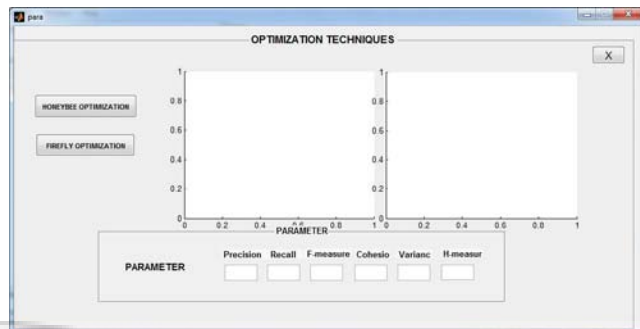 para
OPTIMIZATION TECHNIQUES
X
HONEYBEE OPTIMIZATION
FIREFLY OPTIMIZATION
1
0.8
0.6
0.4
0.2
0
0 0.2 0.4 0.6 0.8 1
1
0.8
0.6
0.4
0.2
0
0 0.2 0.4 0.6 0.8 1
PARAMETER
Precision Recall F-measure Cohesio Varianc H-measur
PARAMETER